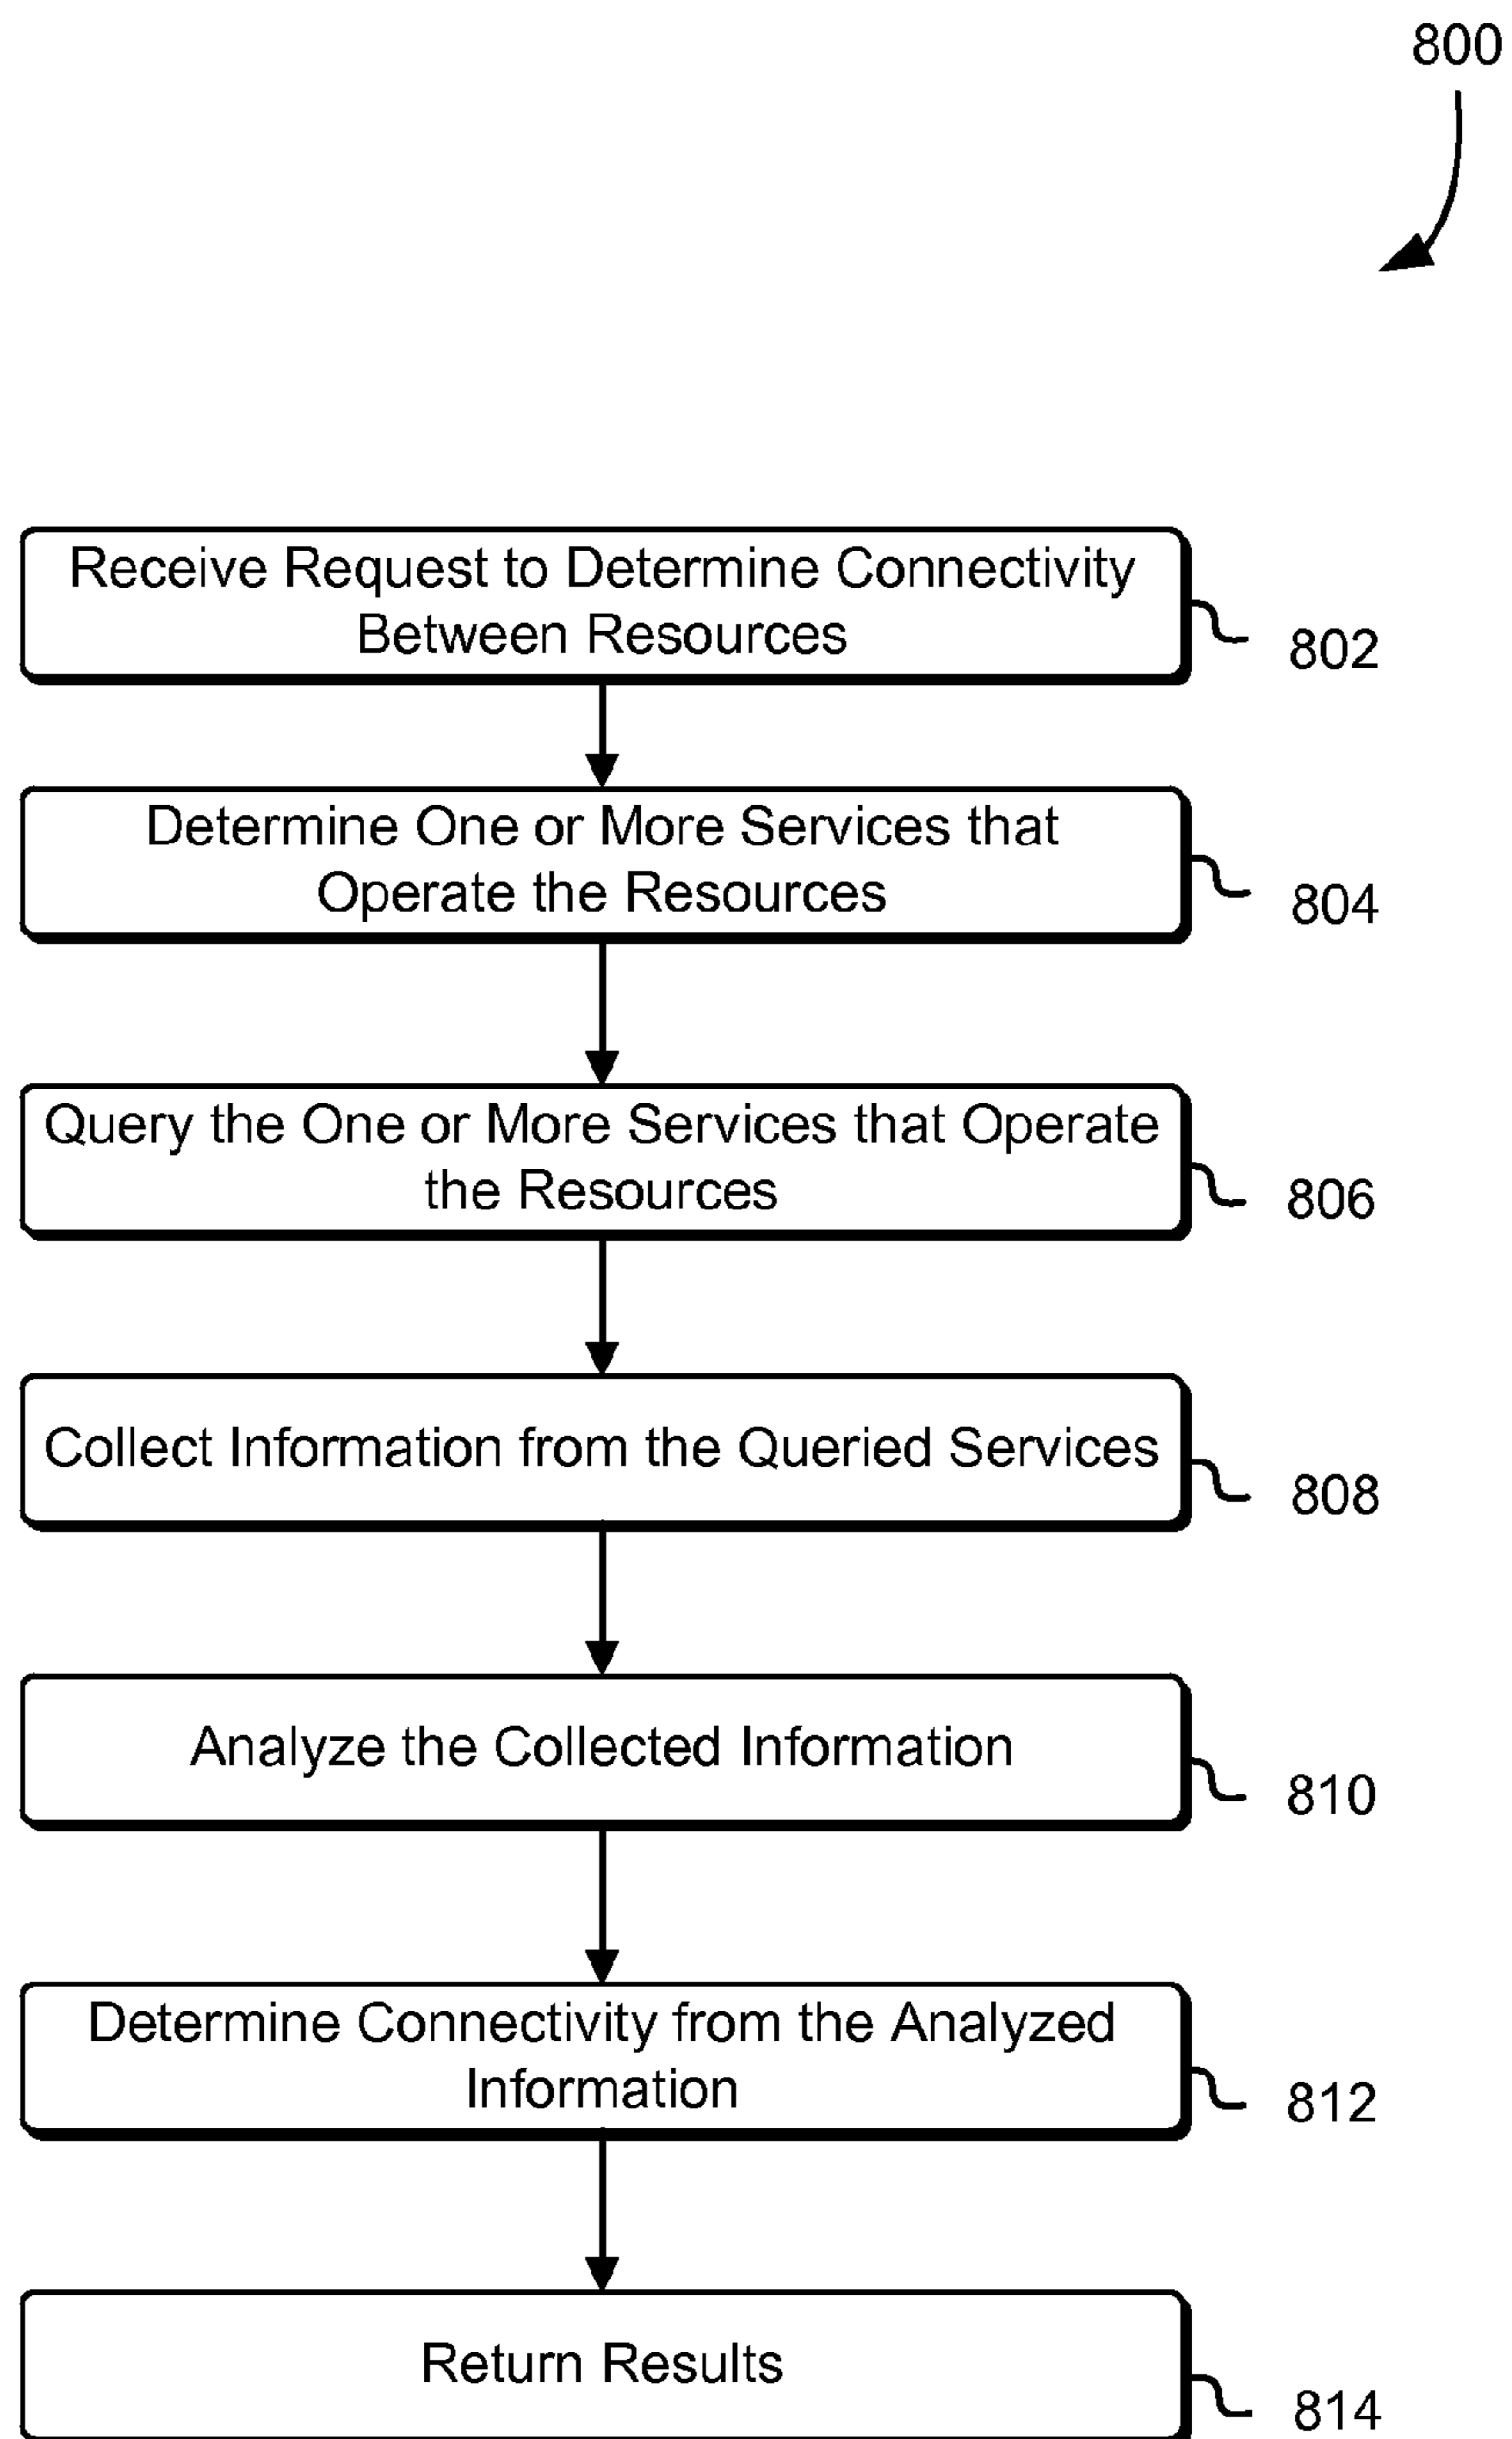 800
Receive Request to Determine Connectivity
Between Resources
802
Determine One or More Services that
Operate the Resources
804
Query the One or More Services that Operate
the Resources
806
Collect Information from the Queried Services
808
Analyze the Collected Information
810
Determine Connectivity from the Analyzed
Information
812
Return Results
814